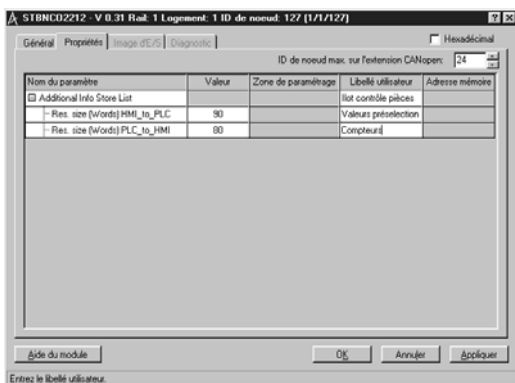 STBNCO2212 - V 0.31 Rail: 1 Logement: 1 ID de noeud: 127 (1/1/127)
Général Propriétés Image d'E/S Diagnostic
Hexadécimal
ID de noeud max. sur l'extension CANopen: 24
Nom du paramètre Valeur Zone de paramétrage Libellé utilisateur Adresse mémoire
Additional Info Store List Ilot contrôle pièces
Res. size (Words) HMI_to_PLC 90 Valeurs préselection
Res. size (Words) PLC_to_HMI 80 Compteurs
Aide du module OK Annuler Appliquer
Entrez le libellé utilisateur.